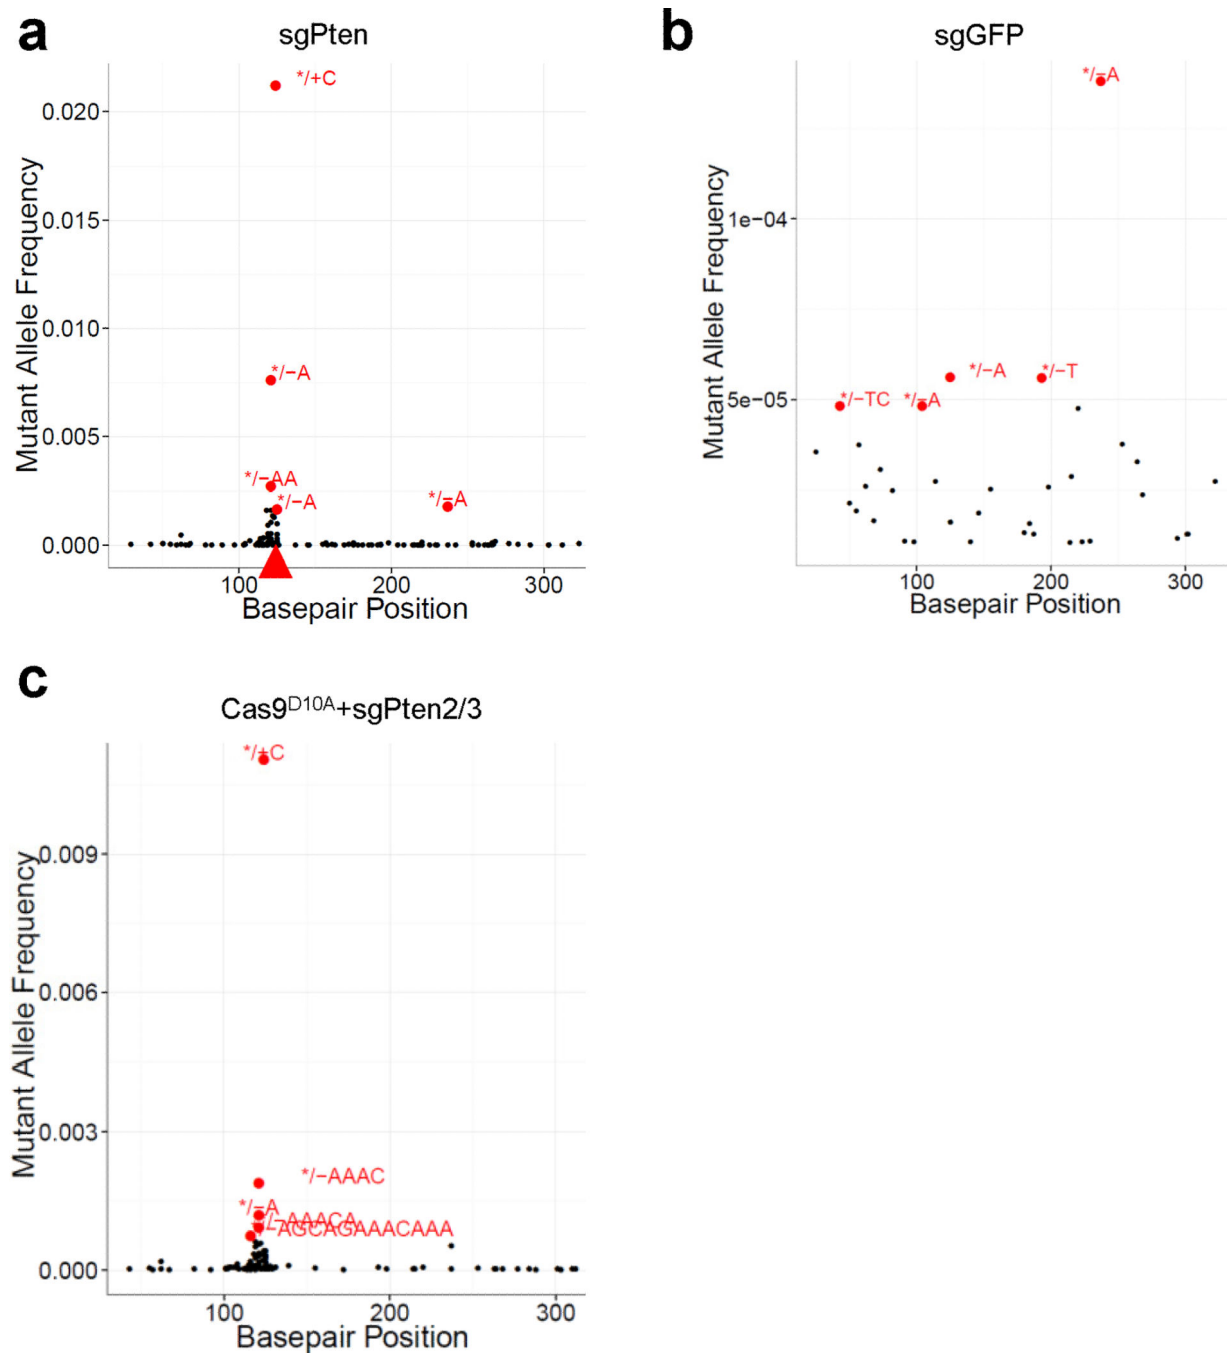 a
sgPten
*/+C
0.020
0.015
0.010
*/−A
0.005
*/−AA
*/−A
*/−A
0.000
100
200
300
Mutant Allele Frequency
Basepair Position
b
sgGFP
*/−A
1e−04
*/−A
*/−T
5e−05
*/−TC
*/−A
100
200
300
Mutant Allele Frequency
Basepair Position
c
Cas9D10A+sgPten2/3
*/+C
0.009
0.006
0.003
*/−AAAC
*/−A
*/−AAACA
*/−AGCAGAAACAAA
0.000
100
200
300
Mutant Allele Frequency
Basepair Position